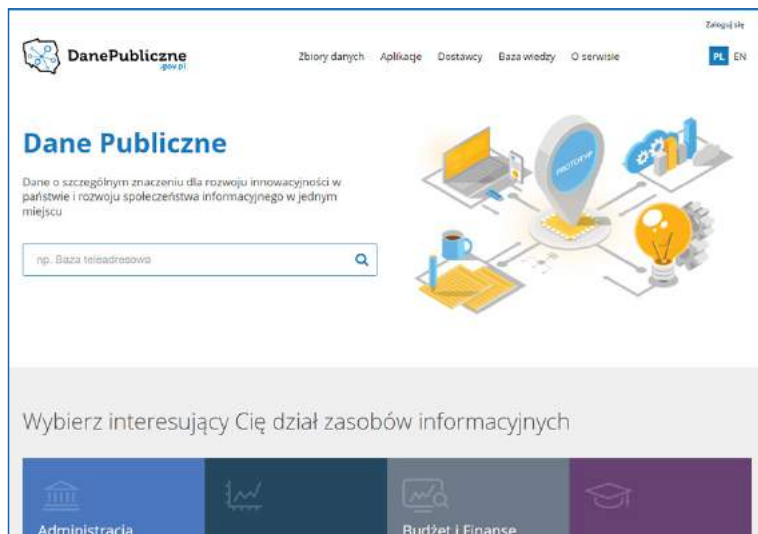 Zaloguj się
DanePubliczne
.gov.pl
Zbiory danych Aplikacje Dostawcy Baza wiedzy O serwisie PL EN
Dane Publiczne
PROTOTYP
Dane o szczególnym znaczeniu dla rozwoju innowacyjności w
państwie i rozwoju społeczeństwa informacyjnego w jednym
miejscu
np. Baza teleadresowa
Wybierz interesujący Cię dział zasobów informacyjnych
Administracja Budżet i Finanse